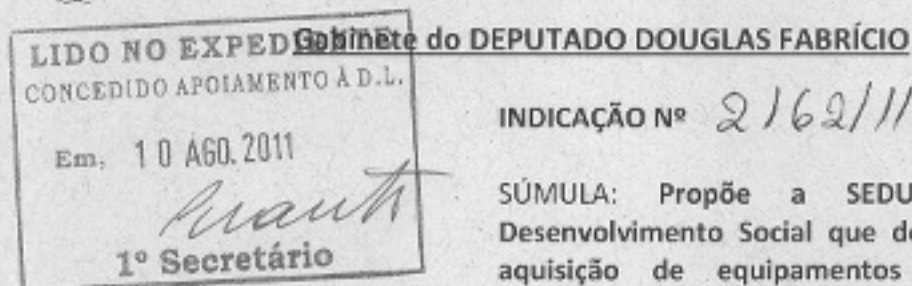 Gabinete do DEPUTADO DOUGLAS FABRÍCIO
LIDO NO EXPEDIENTE
CONCEDIDO APOIAMENTO À D.L.
Em, 10 AGO. 2011
1º Secretário
INDICAÇÃO Nº 2162/11
SÚMULA: Propõe a SEDU
Desenvolvimento Social que de
aquisição de equipamentos